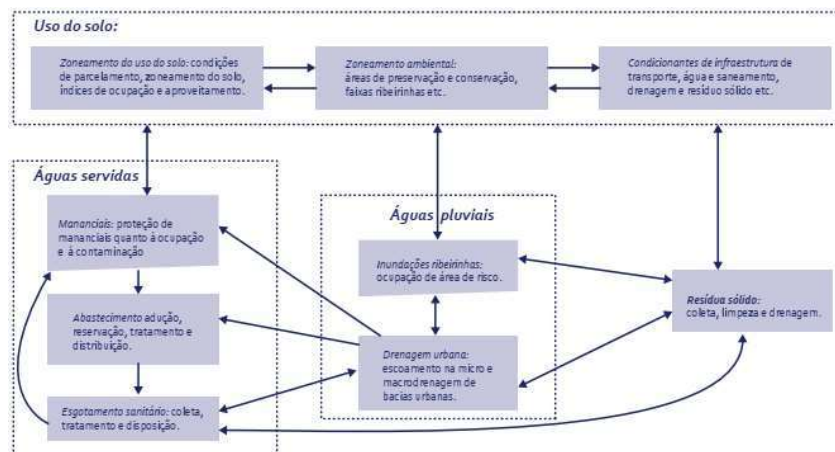 Uso do solo:
Zoneamento do uso do solo: condições
de parcelamento, zoneamento do solo,
índices de ocupação e aproveitamento.
Zoneamento ambiental:
áreas de preservação e conservação,
faixas ribeirinhas etc.
Condicionantes de infraestrutura de
transporte, água e saneamento,
drenagem e resíduo sólido etc.
Águas servidas
Mananciais: proteção de
mananciais quanto à ocupação
e à contaminação
Abastecimento adução,
reservação, tratamento e
distribuição.
Esgotamento sanitário: coleta,
tratamento e disposição.
Águas pluviais
Inundações ribeirinhas:
ocupação de área de risco.
Drenagem urbana:
escoamento na micro e
macrodrenagem de
bacias urbanas.
Resídua sólido:
coleta, limpeza e drenagem.